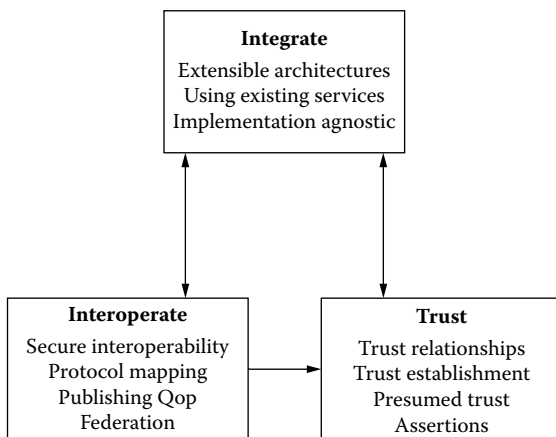 Integrate
Extensible architectures
Using existing services
Implementation agnostic
Interoperate
Secure interoperability
Protocol mapping
Publishing Qop
Federation
Trust
Trust relationships
Trust establishment
Presumed trust
Assertions